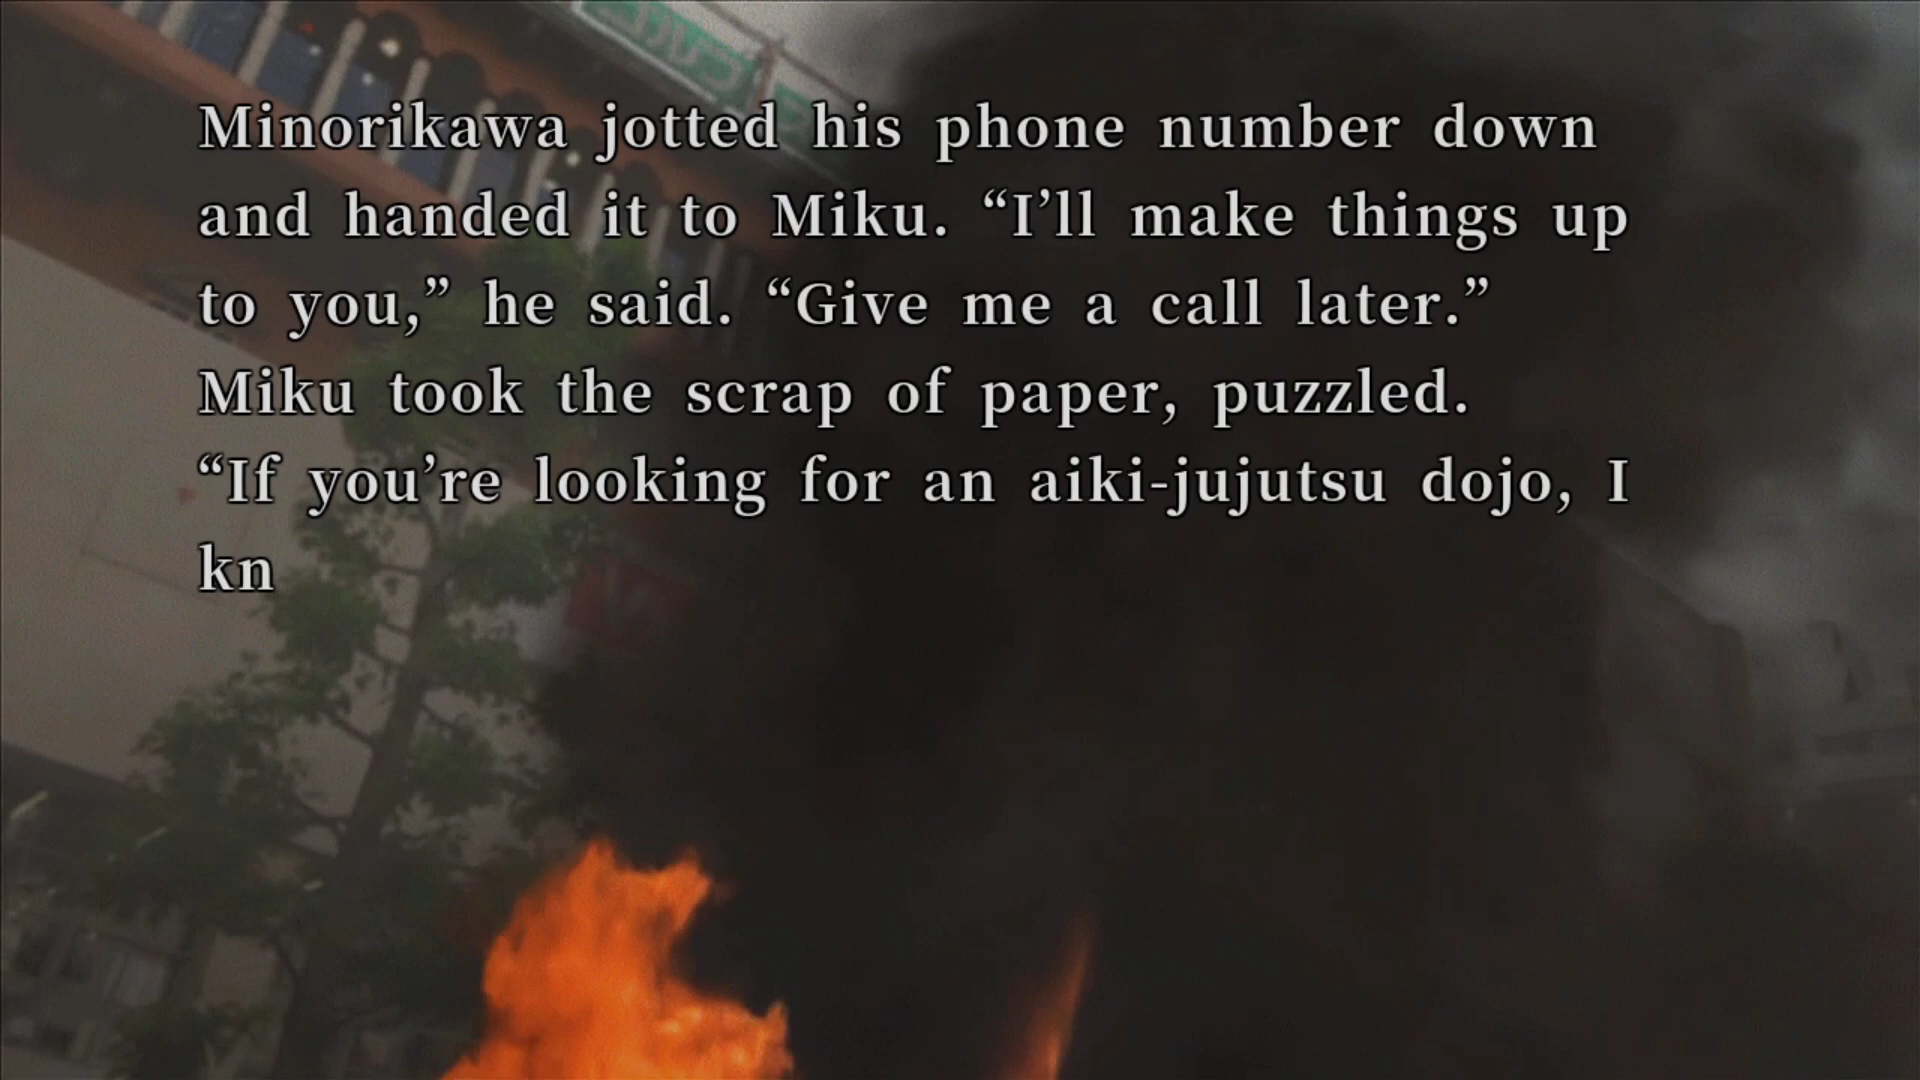 Minorikawa jotted his phone number down
and handed it to Miku. “I’ll make things up
to you,” he said. “Give me a call later.”
Miku took the scrap of paper, puzzled.
“If you’re looking for an aiki-jujutsu dojo, I
kn